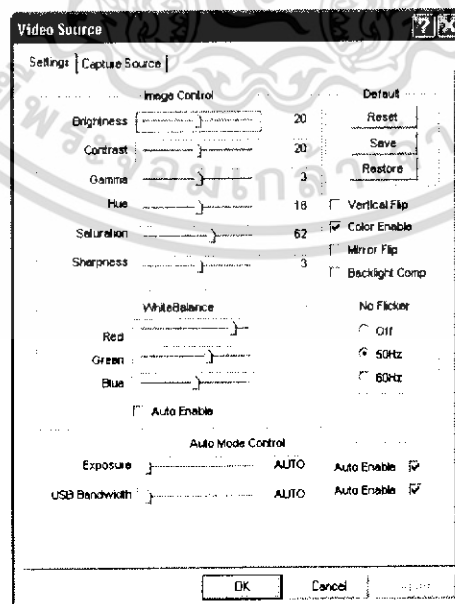 Video Source
Settings Capture Source
Image Control
Default
Brightness 20 Reset
Contrast 20 Save
Gamma 3 Restore
Hue 18 Vertical Flip
Saturation 62 Color Enable
Sharpness 3 Mirror Flip
Backlight Comp
WhiteBalance No Flicker
Red Off
Green 50Hz
Blue 60Hz
Auto Enable
Auto Mode Control
Exposure AUTO Auto Enable
USB Bandwidth AUTO Auto Enable
OK Cancel